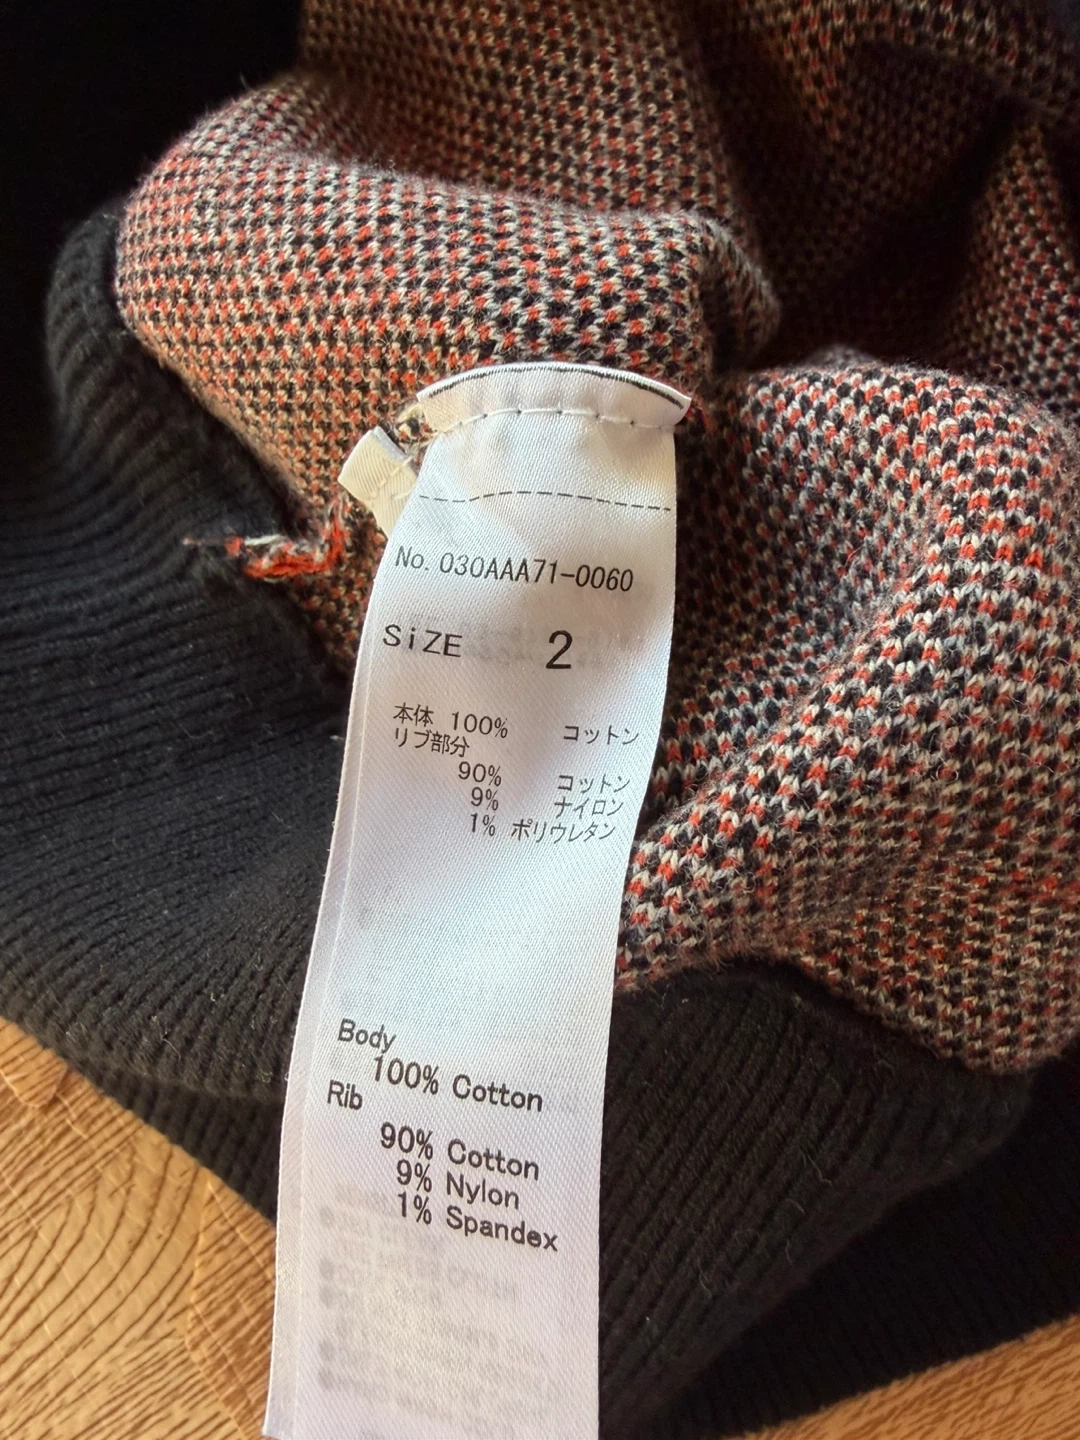 No. 030AAA71-0060
SiZE 2
本体 100% コットン
リブ部分
90% コットン
9% ナイロン
1% ポリウレタン
Body
100% Cotton
Rib
90% Cotton
9% Nylon
1% Spandex